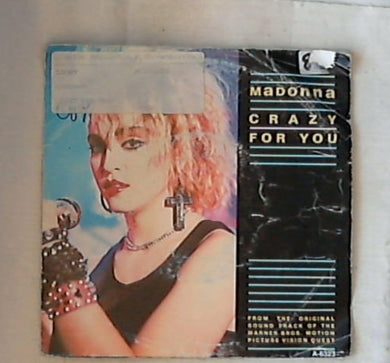 Madonna
CRAZY
FOR YOU
FROM THE ORIGINAL
SOUND TRACK OF THE
WARNER BROS. MOTION
PICTURE VISION QUEST
A-6323